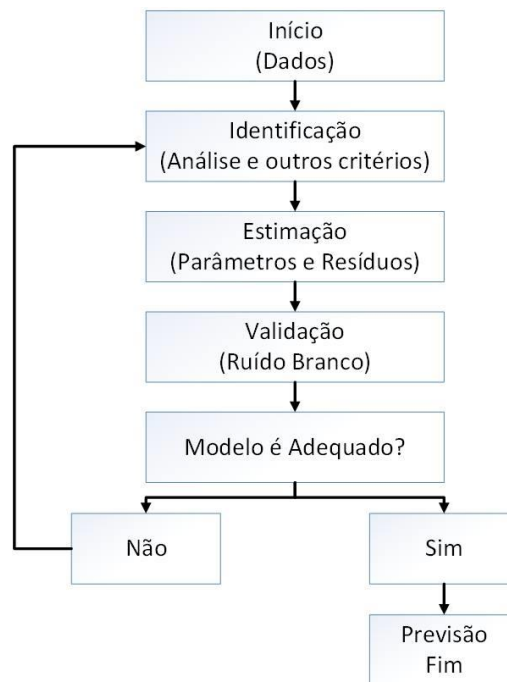 Início
(Dados)
Identificação
(Análise e outros critérios)
Estimação
(Parâmetros e Resíduos)
Validação
(Ruído Branco)
Modelo é Adequado?
Não
Sim
Previsão
Fim